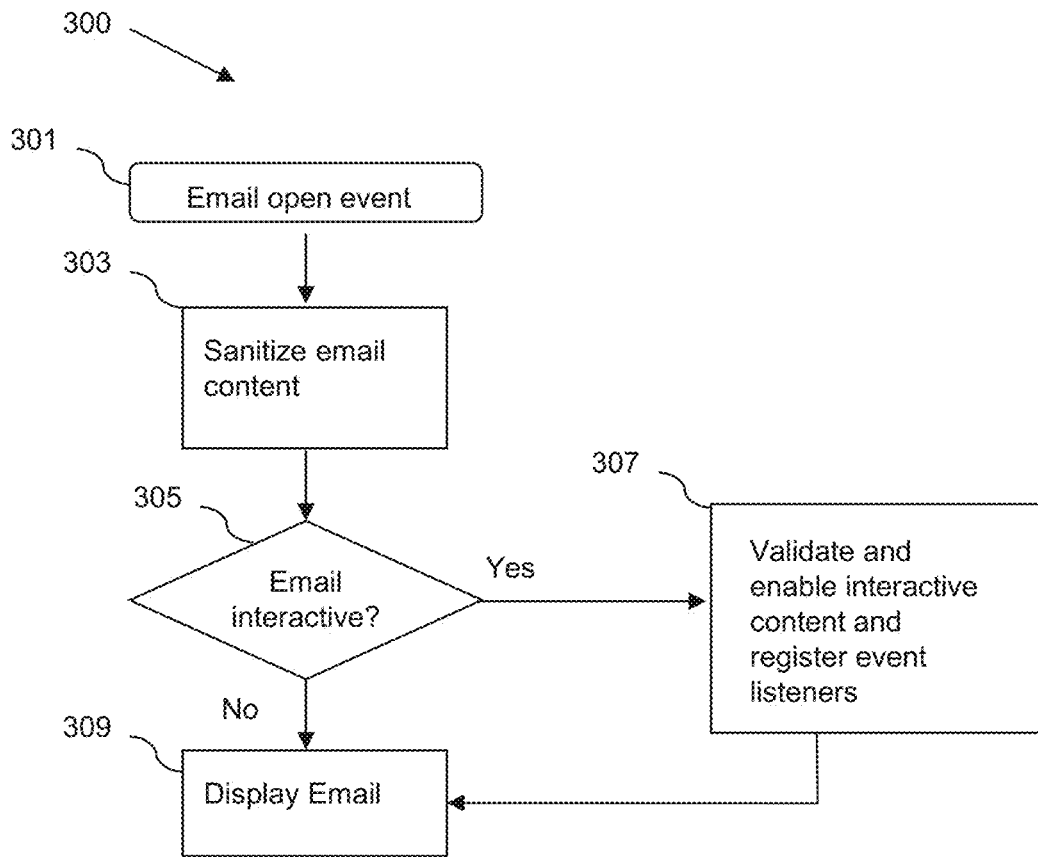 300
301
Email open event
303
Sanitize email
content
305
Email
interactive?
Yes
307
Validate and
enable interactive
content and
register event
listeners
No
309
Display Email